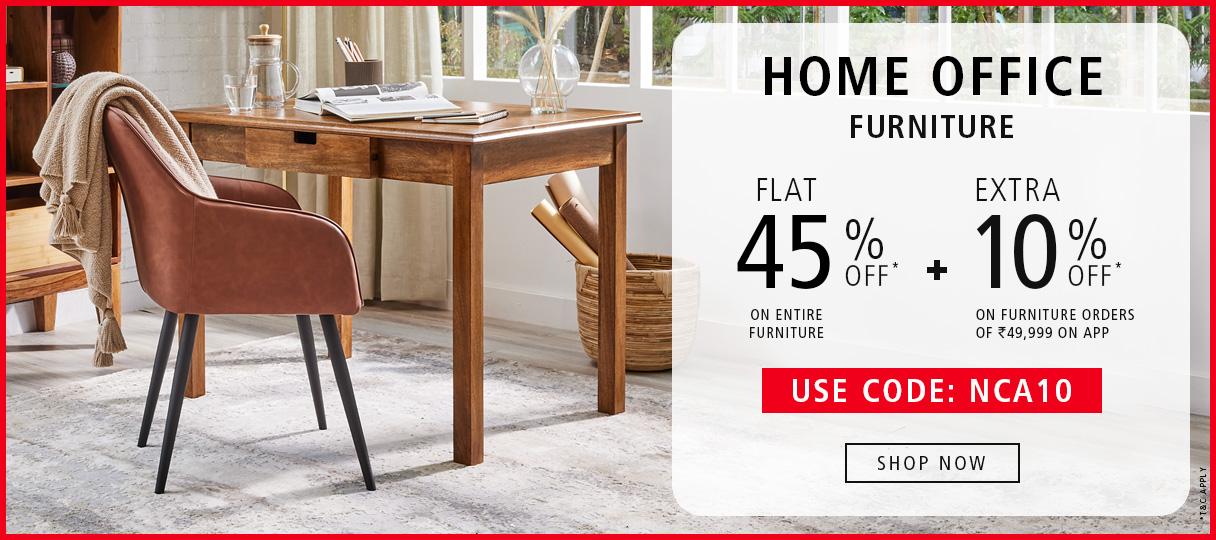 HOME OFFICE
FURNITURE
FLAT
45% OFF*
ON ENTIRE
FURNITURE
+
EXTRA
10% OFF*
ON FURNITURE ORDERS
OF ₹49,999 ON APP
USE CODE: NCA10
SHOP NOW
*T&C APPLY